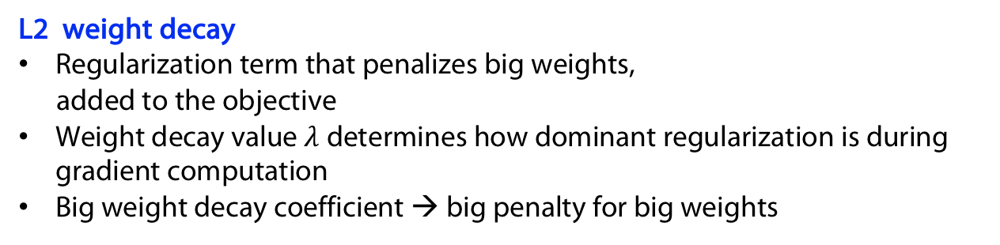 L2 weight decay
• Regularization term that penalizes big weights,
added to the objective
• Weight decay value λ determines how dominant regularization is during
gradient computation
• Big weight decay coefficient → big penalty for big weights